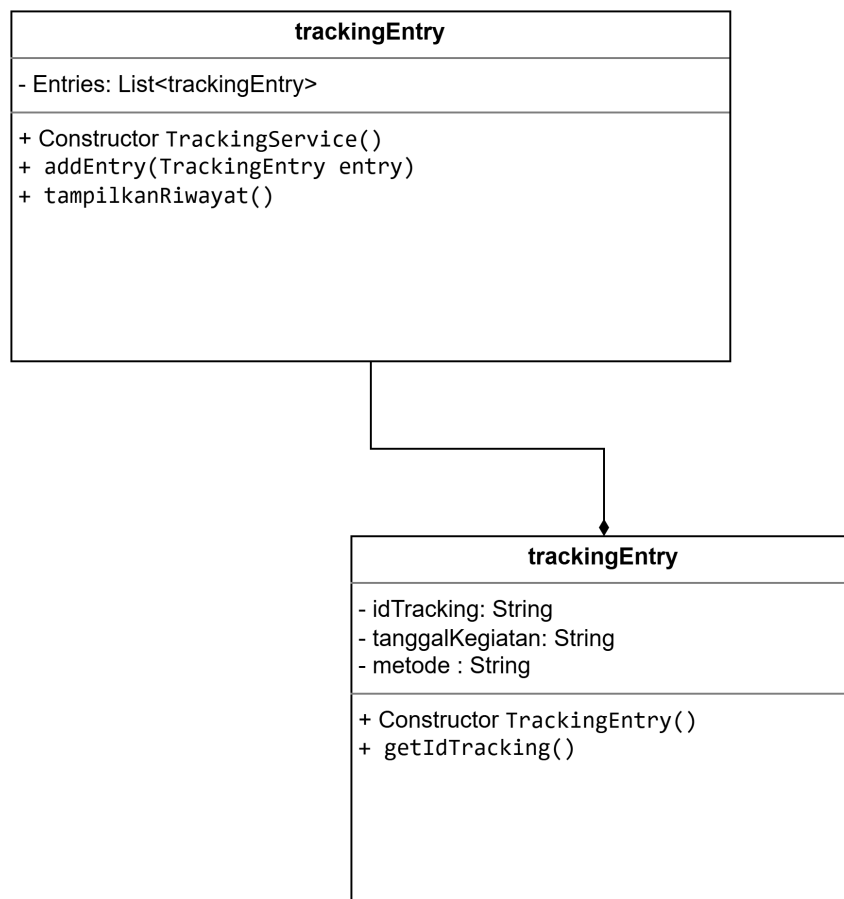 trackingEntry
- Entries: List<trackingEntry>
+ Constructor TrackingService()
+ addEntry(TrackingEntry entry)
+ tampilkanRiwayat()
trackingEntry
- idTracking: String
- tanggalKegiatan: String
- metode : String
+ Constructor TrackingEntry()
+ getIdTracking()